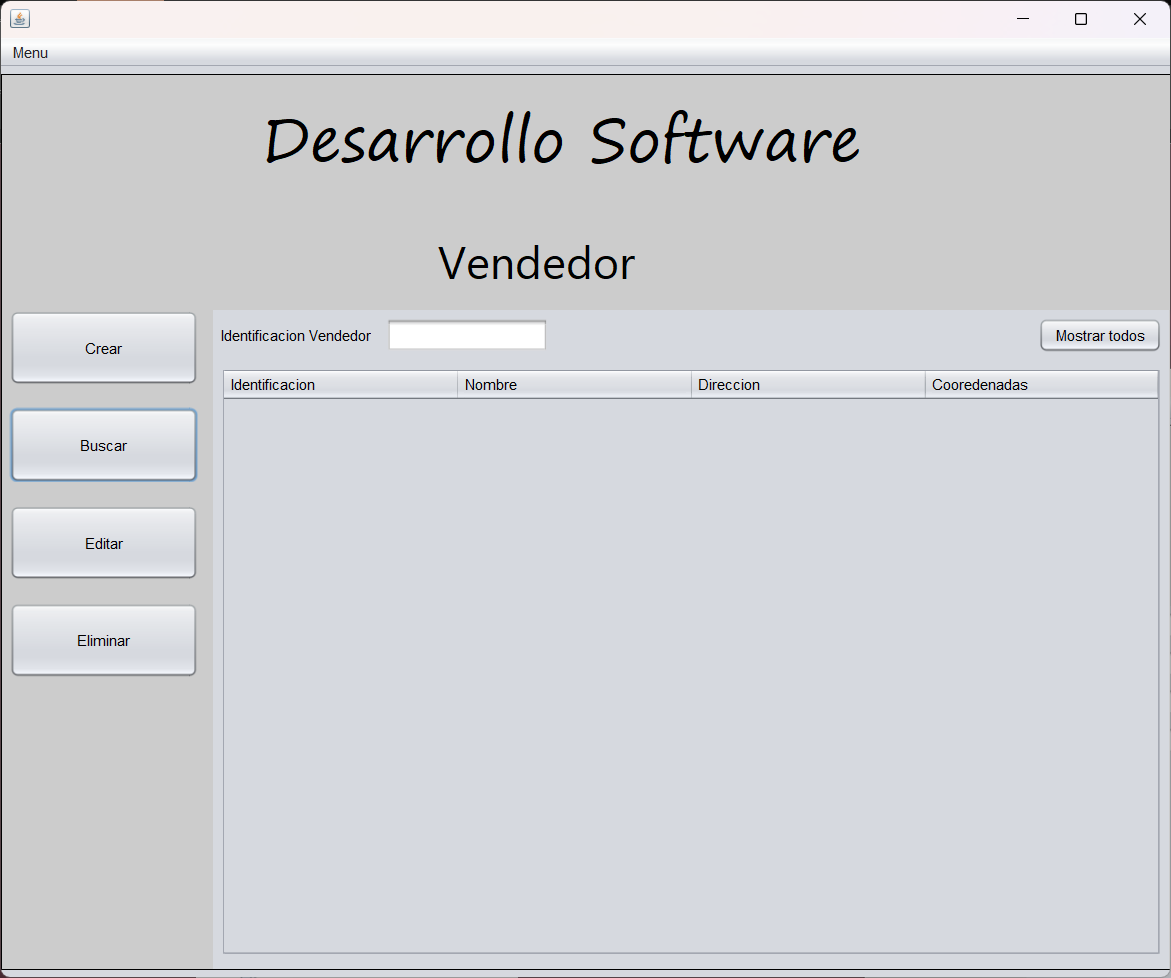 Menu
Desarrollo Software
Vendedor
Crear
Buscar
Editar
Eliminar
Identificacion Vendedor
Mostrar todos
Identificacion Nombre Direccion Cooredenadas